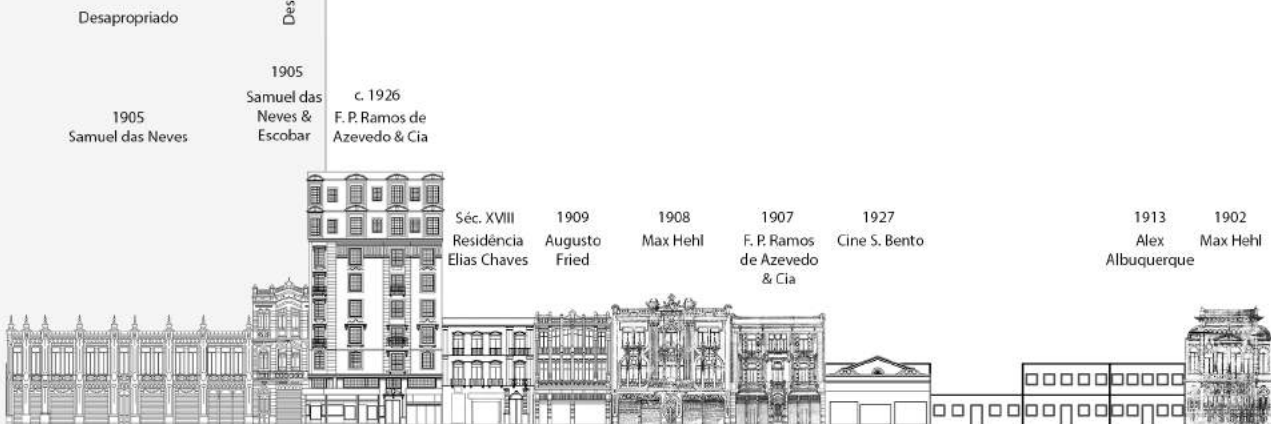 Desapropriado
Des
1905
Samuel das Neves
1905
Samuel das
Neves &
Escobar
c. 1926
F. P. Ramos de
Azevedo & Cia
Séc. XVIII
Residência
Elias Chaves
1909
Augusto
Fried
1908
Max Hehl
1907
F. P. Ramos
de Azevedo
& Cia
1927
Cine S. Bento
1913
Alex
Albuquerque
1902
Max Hehl